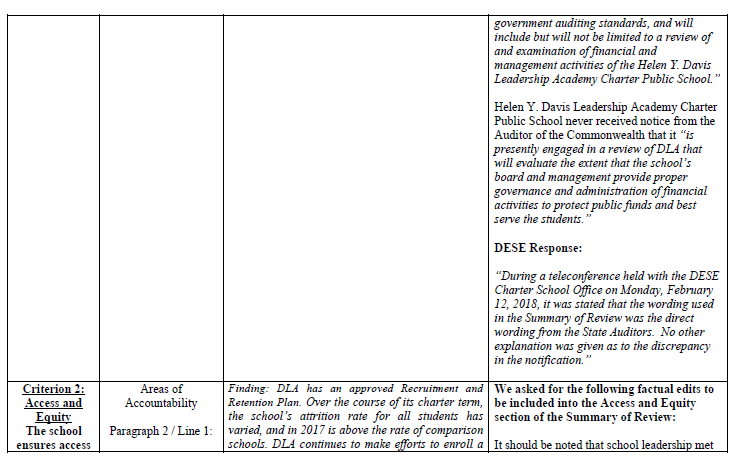 government auditing standards, and will
include but will not be limited to a review of
and examination of financial and
management activities of the Helen Y. Davis
Leadership Academy Charter Public School.”
Helen Y. Davis Leadership Academy Charter
Public School never received notice from the
Auditor of the Commonwealth that it “is
presently engaged in a review of DLA that
will evaluate the extent that the school’s
board and management provide proper
governance and administration of financial
activities to protect public funds and best
serve the students.”
DESE Response:
“During a teleconference held with the DESE
Charter School Office on Monday, February
12, 2018, it was stated that the wording used
in the Summary of Review was the direct
wording from the State Auditors.  No other
explanation was given as to the discrepancy
in the notification.”
Criterion 2:
Access and
Equity
The school
ensures access
Areas of
Accountability
Paragraph 2 / Line 1:
Finding: DLA has an approved Recruitment and
Retention Plan. Over the course of its charter term,
the school’s attrition rate for all students has
varied, and in 2017 is above the rate of comparison
schools. DLA continues to make efforts to enroll a
We asked for the following factual edits to
be included into the Access and Equity
section of the Summary of Review:
It should be noted that school leadership met